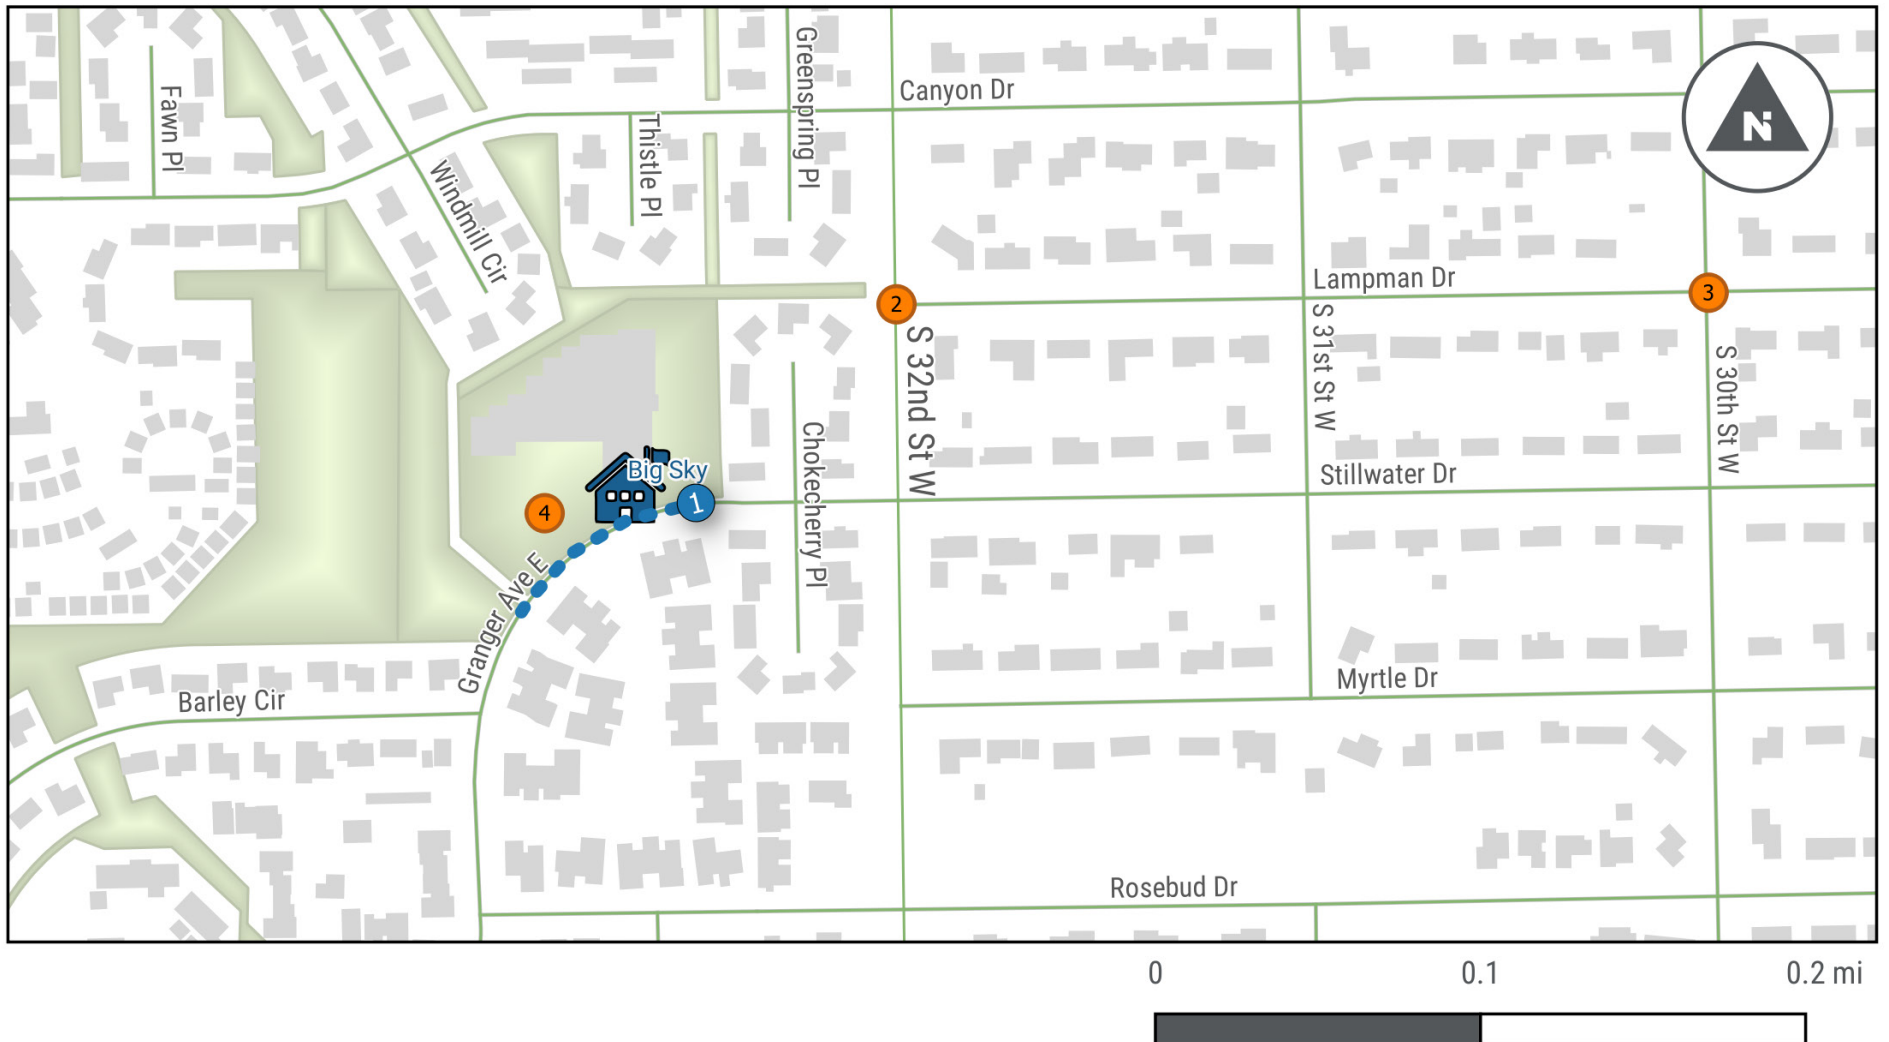 Fawn Pl
Greenspring Pl
Canyon Dr
N
Thistle Pl
Windmill Cir
Lampman Dr
2
3
S 32nd St W
S 31st St W
S 30th St W
Chokecherry Pl
Big Sky
Stillwater Dr
1
4
Granger Ave E
Myrtle Dr
Barley Cir
Rosebud Dr
0 0.1 0.2 mi